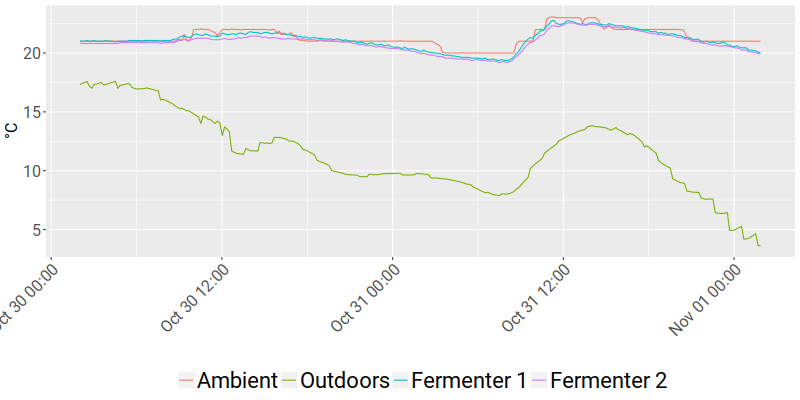 20
15
10
5
°C
ct 30 00:00
Oct 30 12:00
Oct 31 00:00
Oct 31 12:00
Nov 01 00:00
Ambient Outdoors Fermenter 1 Fermenter 2